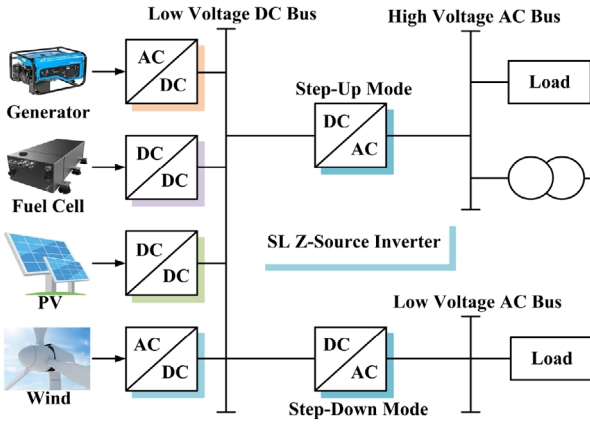 Low Voltage DC Bus
High Voltage AC Bus
AC
DC
Generator
Step-Up Mode
DC
AC
Load
DC
DC
Fuel Cell
SL Z-Source Inverter
DC
DC
PV
Low Voltage AC Bus
AC
DC
Wind
DC
AC
Step-Down Mode
Load